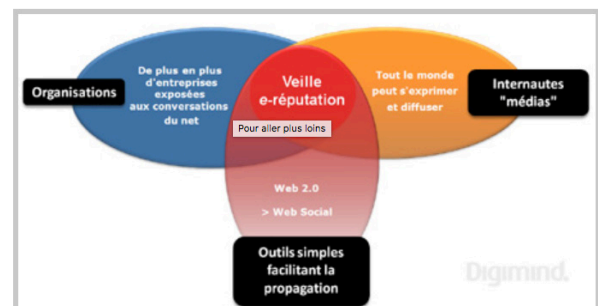 Organisations
De plus en plus
d'entreprises
exposées
aux conversations
du net
Veille
e-réputation
Pour aller plus loins
Tout le monde
peut s'exprimer
et diffuser
Internautes
"médias"
Web 2.0
> Web Social
Outils simples
facilitant la
propagation
Digimind.